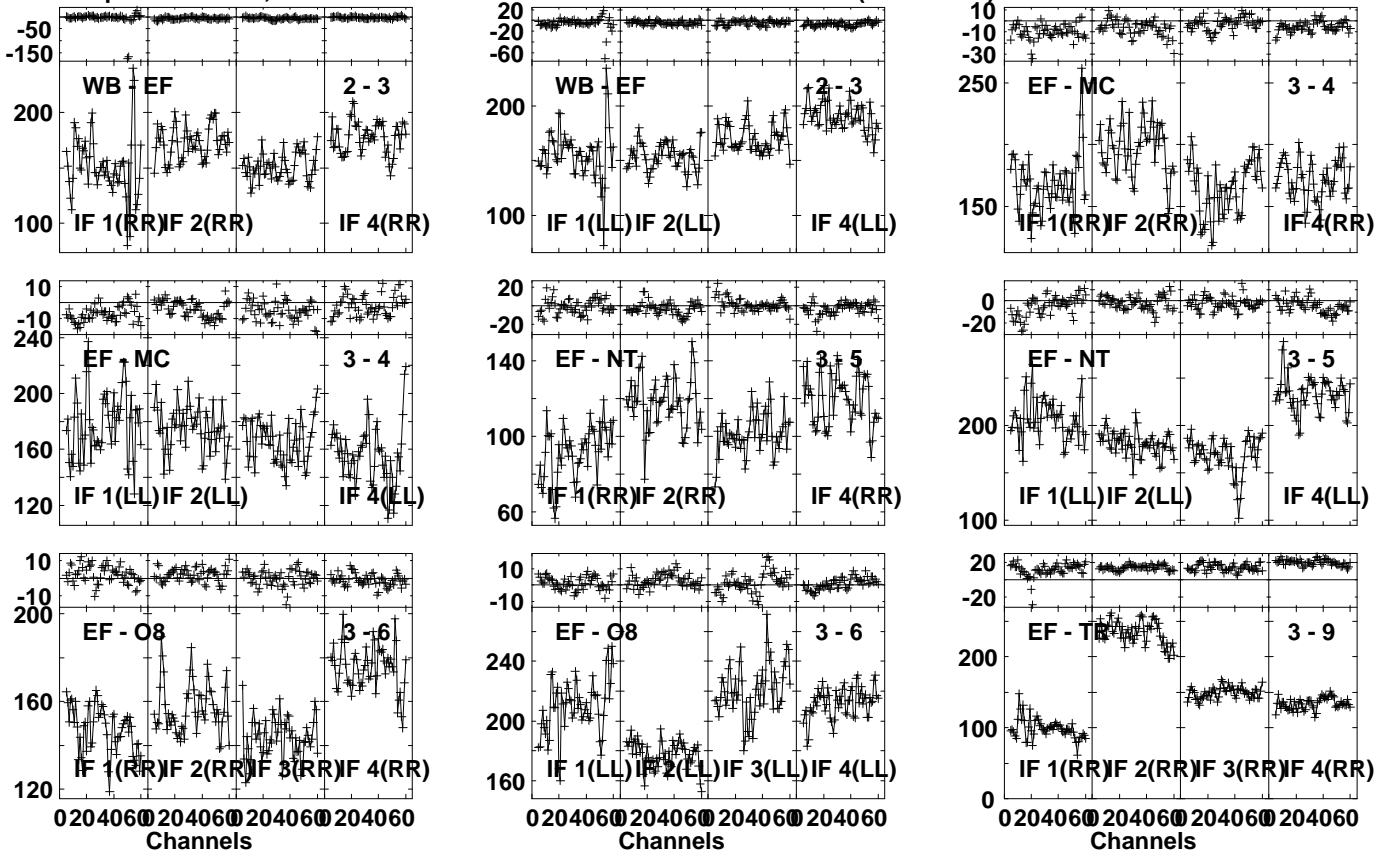 -50
-150
WB - EF 2 - 3
200
100
IF 1(RR) IF 2(RR) IF 4(RR)
20
-20
-60
WB - EF 2 - 3
200
100
IF 1(LL) IF 2(LL) IF 4(LL)
10
-10
-30
EF - MC 3 - 4
250
150
IF 1(RR) IF 2(RR) IF 4(RR)
10
-10
240
EF - MC 3 - 4
200
160
120
IF 1(LL) IF 2(LL) IF 4(LL)
20
-20
EF - NT 3 - 5
140
100
60
IF 1(RR) IF 2(RR) IF 4(RR)
0
-20
EF - NT 3 - 5
200
100
IF 1(LL) IF 2(LL) IF 4(LL)
10
-10
200
EF - O8 3 - 6
160
120
IF 1(RR) IF 2(RR) IF 3(RR) IF 4(RR)
0 20 40 60 0 20 40 60 0 20 40 60 0 20 40 60
Channels
10
-10
EF - O8 3 - 6
240
200
160
IF 1(LL) IF 2(LL) IF 3(LL) IF 4(LL)
0 20 40 60 0 20 40 60 0 20 40 60 0 20 40 60
Channels
20
-20
EF - TR 3 - 9
200
100
0
IF 1(RR) IF 2(RR) IF 3(RR) IF 4(RR)
0 20 40 60 0 20 40 60 0 20 40 60 0 20 40 60
Channels